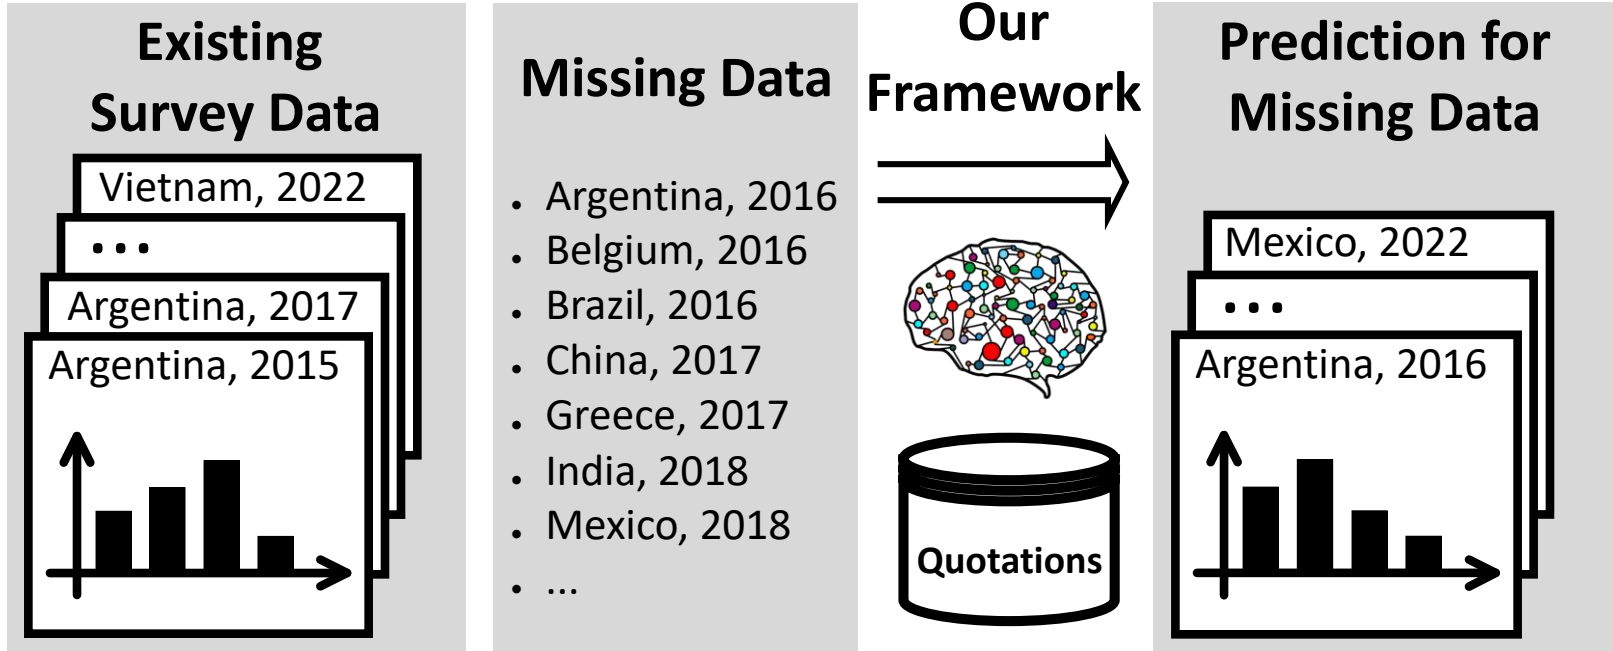 Existing
Survey Data
Vietnam, 2022
...
Argentina, 2017
Argentina, 2015
Missing Data
• Argentina, 2016
• Belgium, 2016
• Brazil, 2016
• China, 2017
• Greece, 2017
• India, 2018
• Mexico, 2018
• ...
Our
Framework
Quotations
Prediction for
Missing Data
Mexico, 2022
...
Argentina, 2016